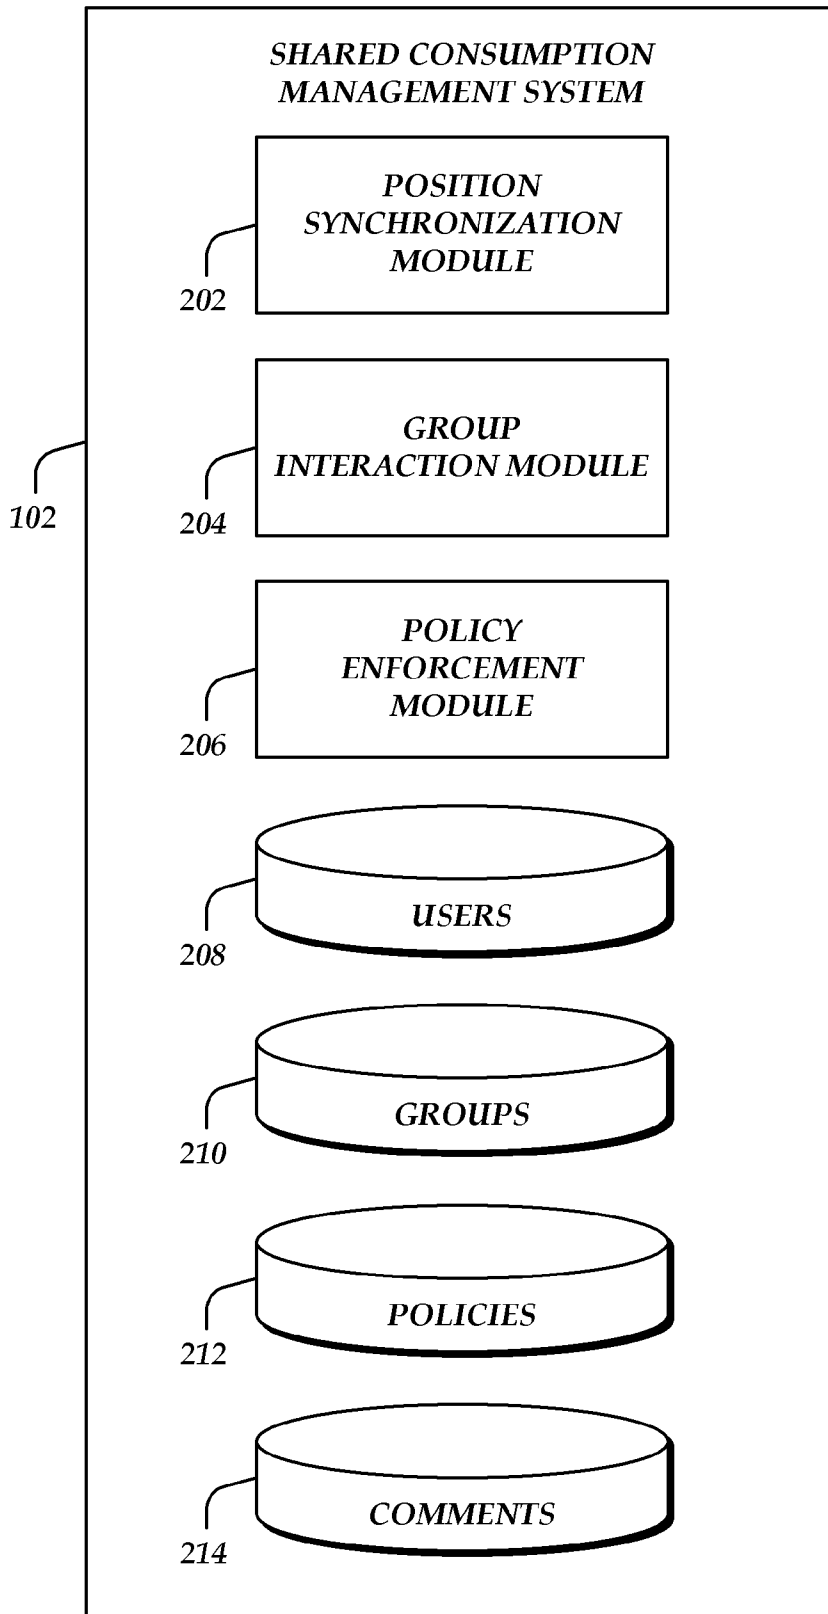 SHARED CONSUMPTION
MANAGEMENT SYSTEM
POSITION
SYNCHRONIZATION
MODULE
202
GROUP
INTERACTION MODULE
102
204
POLICY
ENFORCEMENT
MODULE
206
USERS
208
GROUPS
210
POLICIES
212
COMMENTS
214